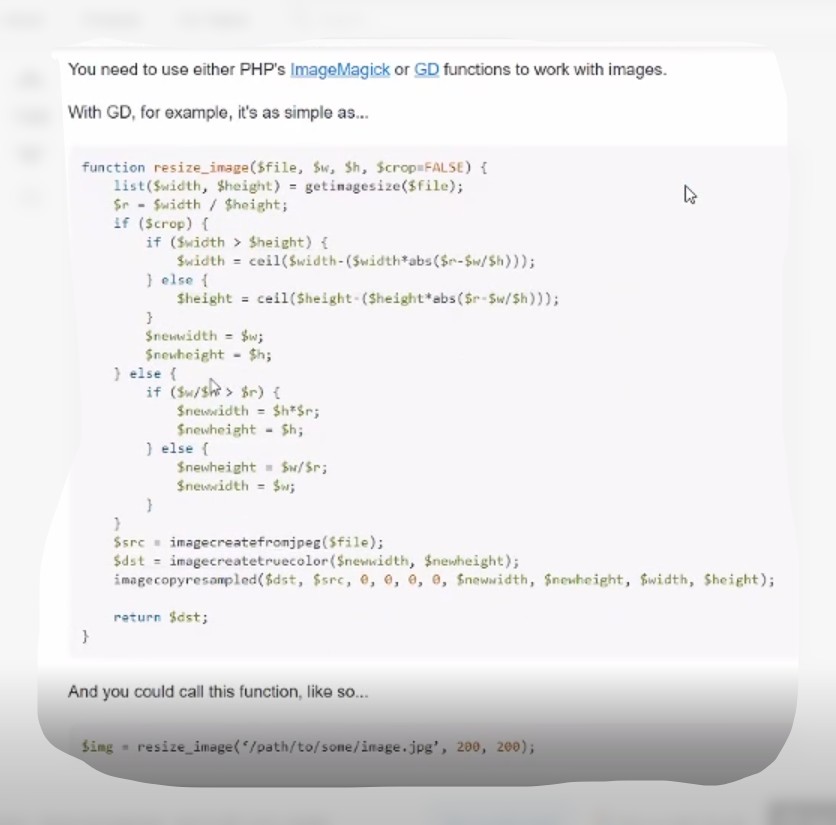 You need to use either PHP's ImageMagick or GD functions to work with images.
With GD, for example, it's as simple as...
function resize_image($file, $w, $h, $crop=FALSE) {
    list($width, $height) = getimagesize($file);
    $r = $width / $height;
    if ($crop) {
        if ($width > $height) {
            $width = ceil($width-($width*abs($r-$w/$h)));
        } else {
            $height = ceil($height-($height*abs($r-$w/$h)));
        }
        $newwidth = $w;
        $newheight = $h;
    } else {
        if ($w/$h > $r) {
            $newwidth = $h*$r;
            $newheight = $h;
        } else {
            $newheight = $w/$r;
            $newwidth = $w;
        }
    }
    $src = imagecreatefromjpeg($file);
    $dst = imagecreatetruecolor($newwidth, $newheight);
    imagecopyresampled($dst, $src, 0, 0, 0, 0, $newwidth, $newheight, $width, $height);
    return $dst;
}
And you could call this function, like so...
$img = resize_image(‘/path/to/some/image.jpg’, 200, 200);